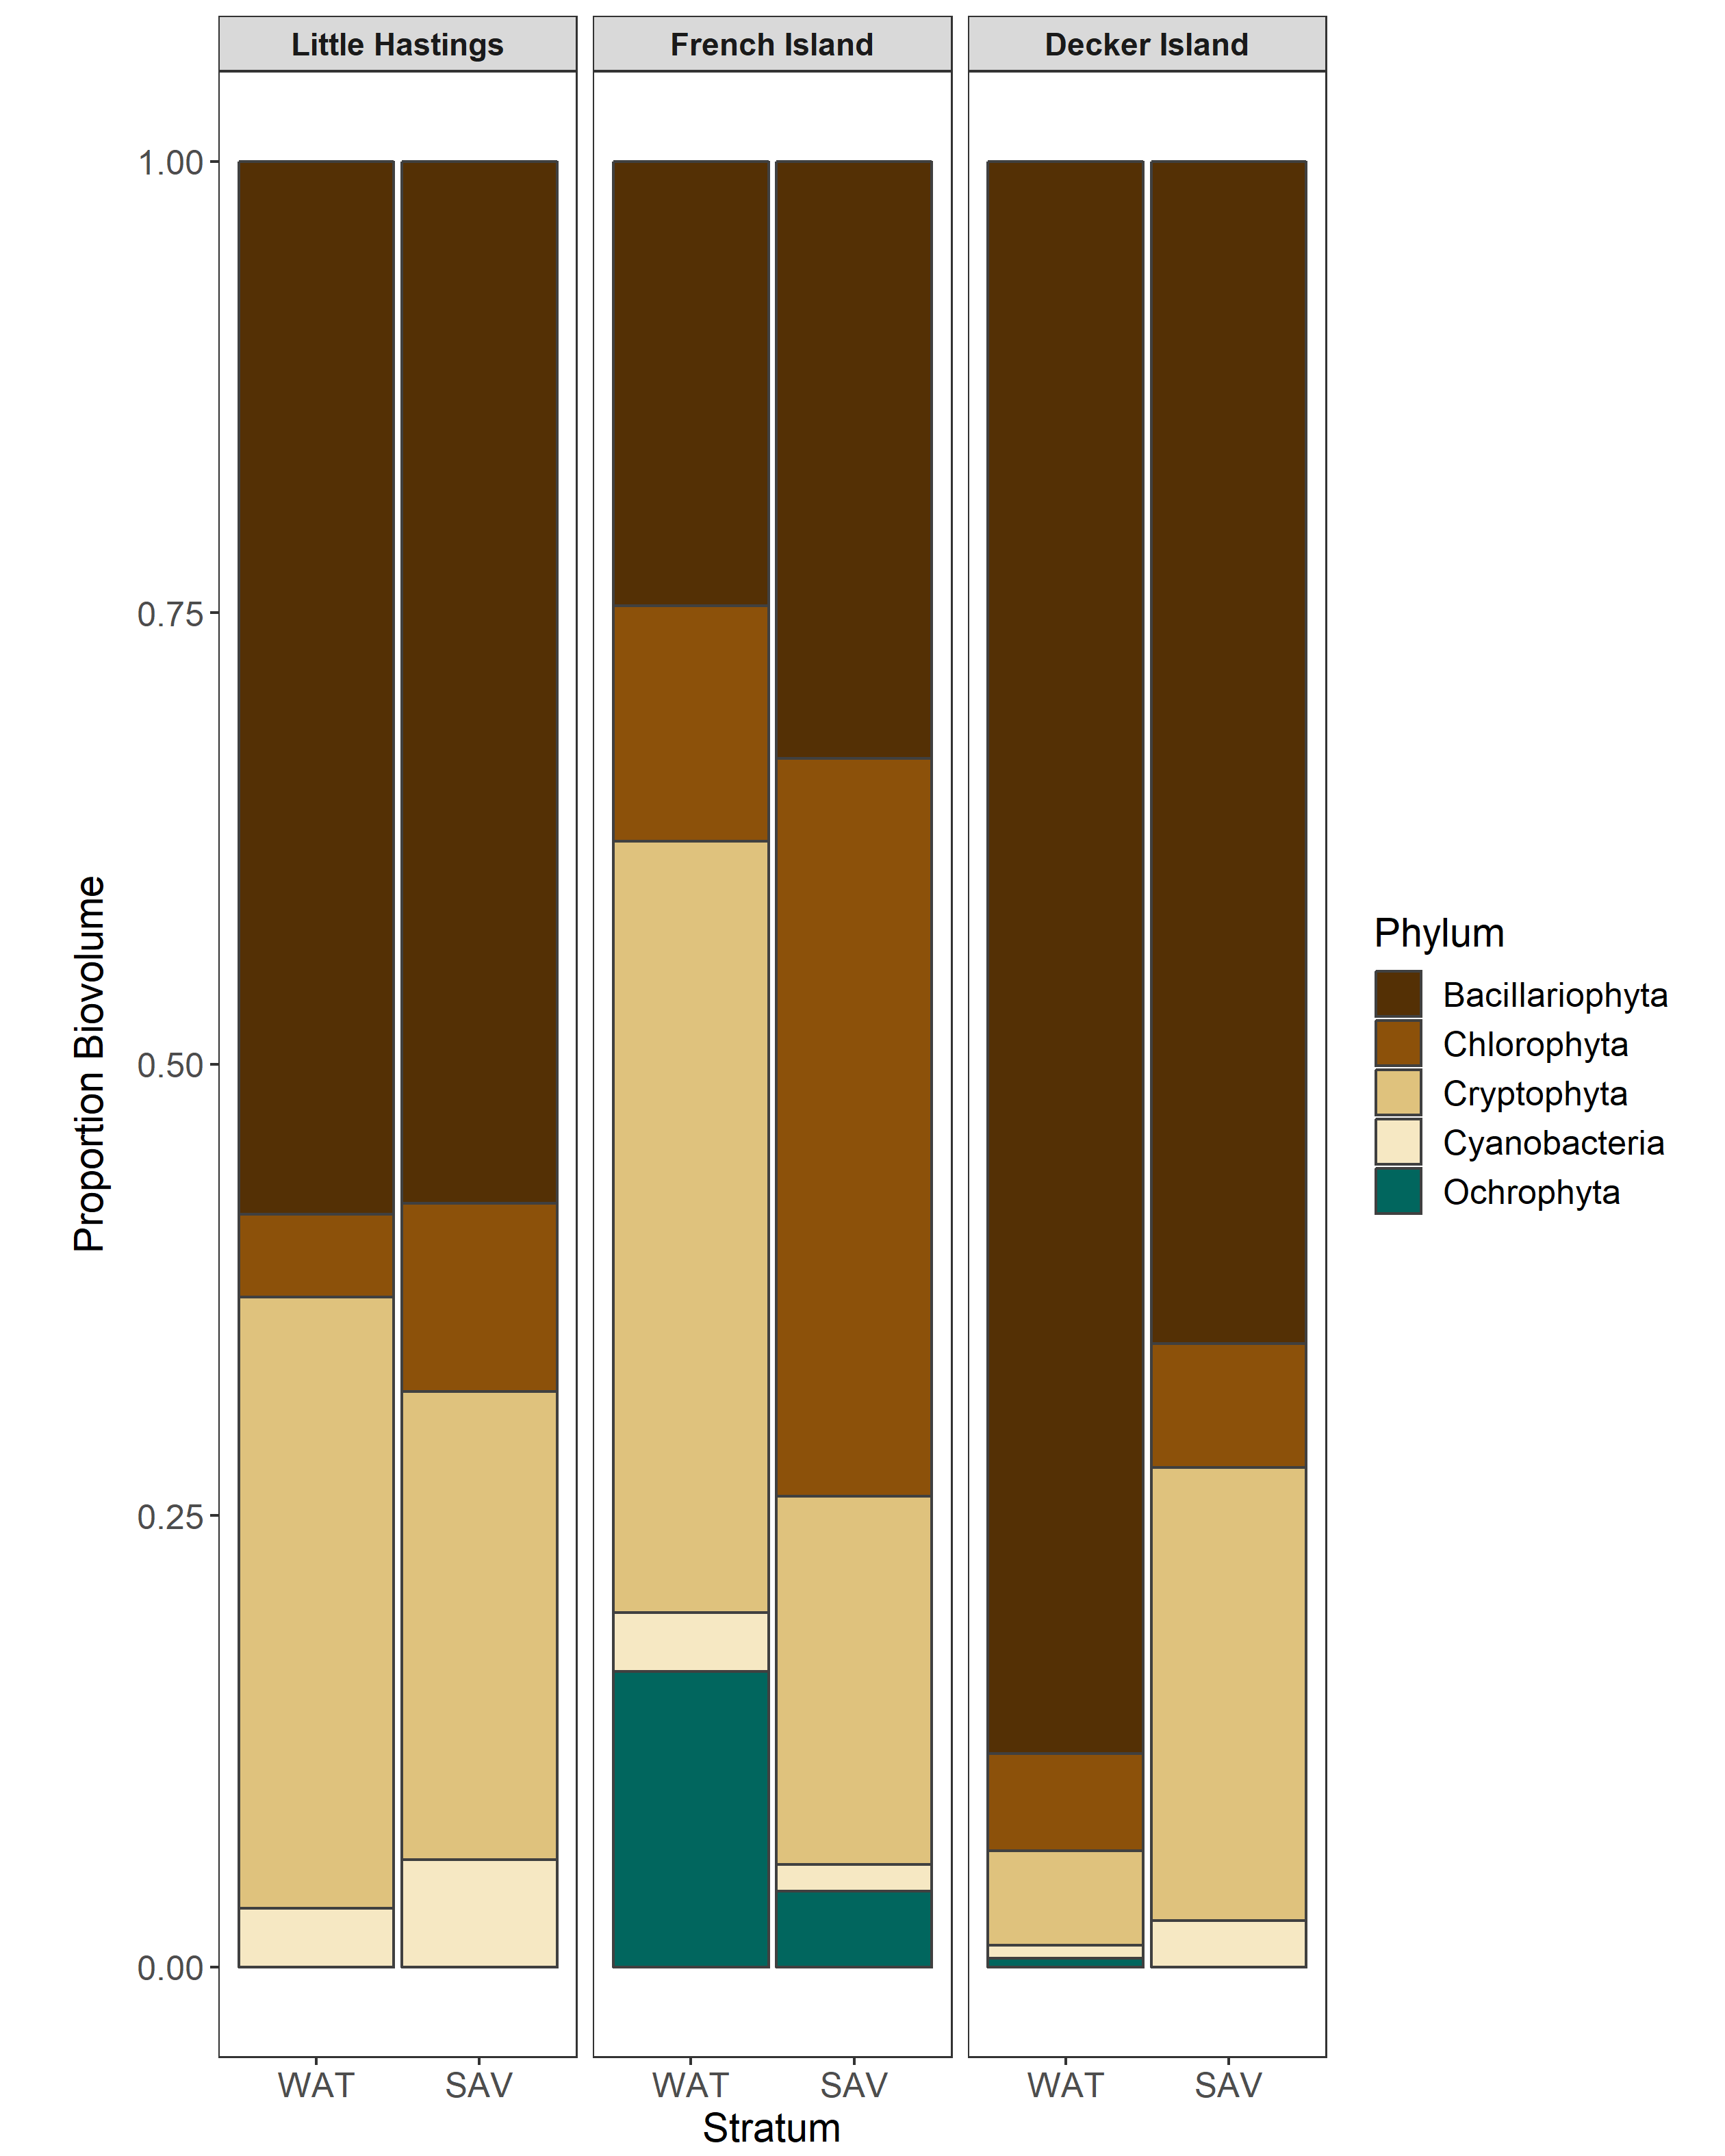 Little Hastings
French Island
Decker Island
1.00
0.75
0.50
0.25
0.00
Proportion Biovolume
WAT SAV
WAT SAV
WAT SAV
Stratum
Phylum
Bacillariophyta
Chlorophyta
Cryptophyta
Cyanobacteria
Ochrophyta